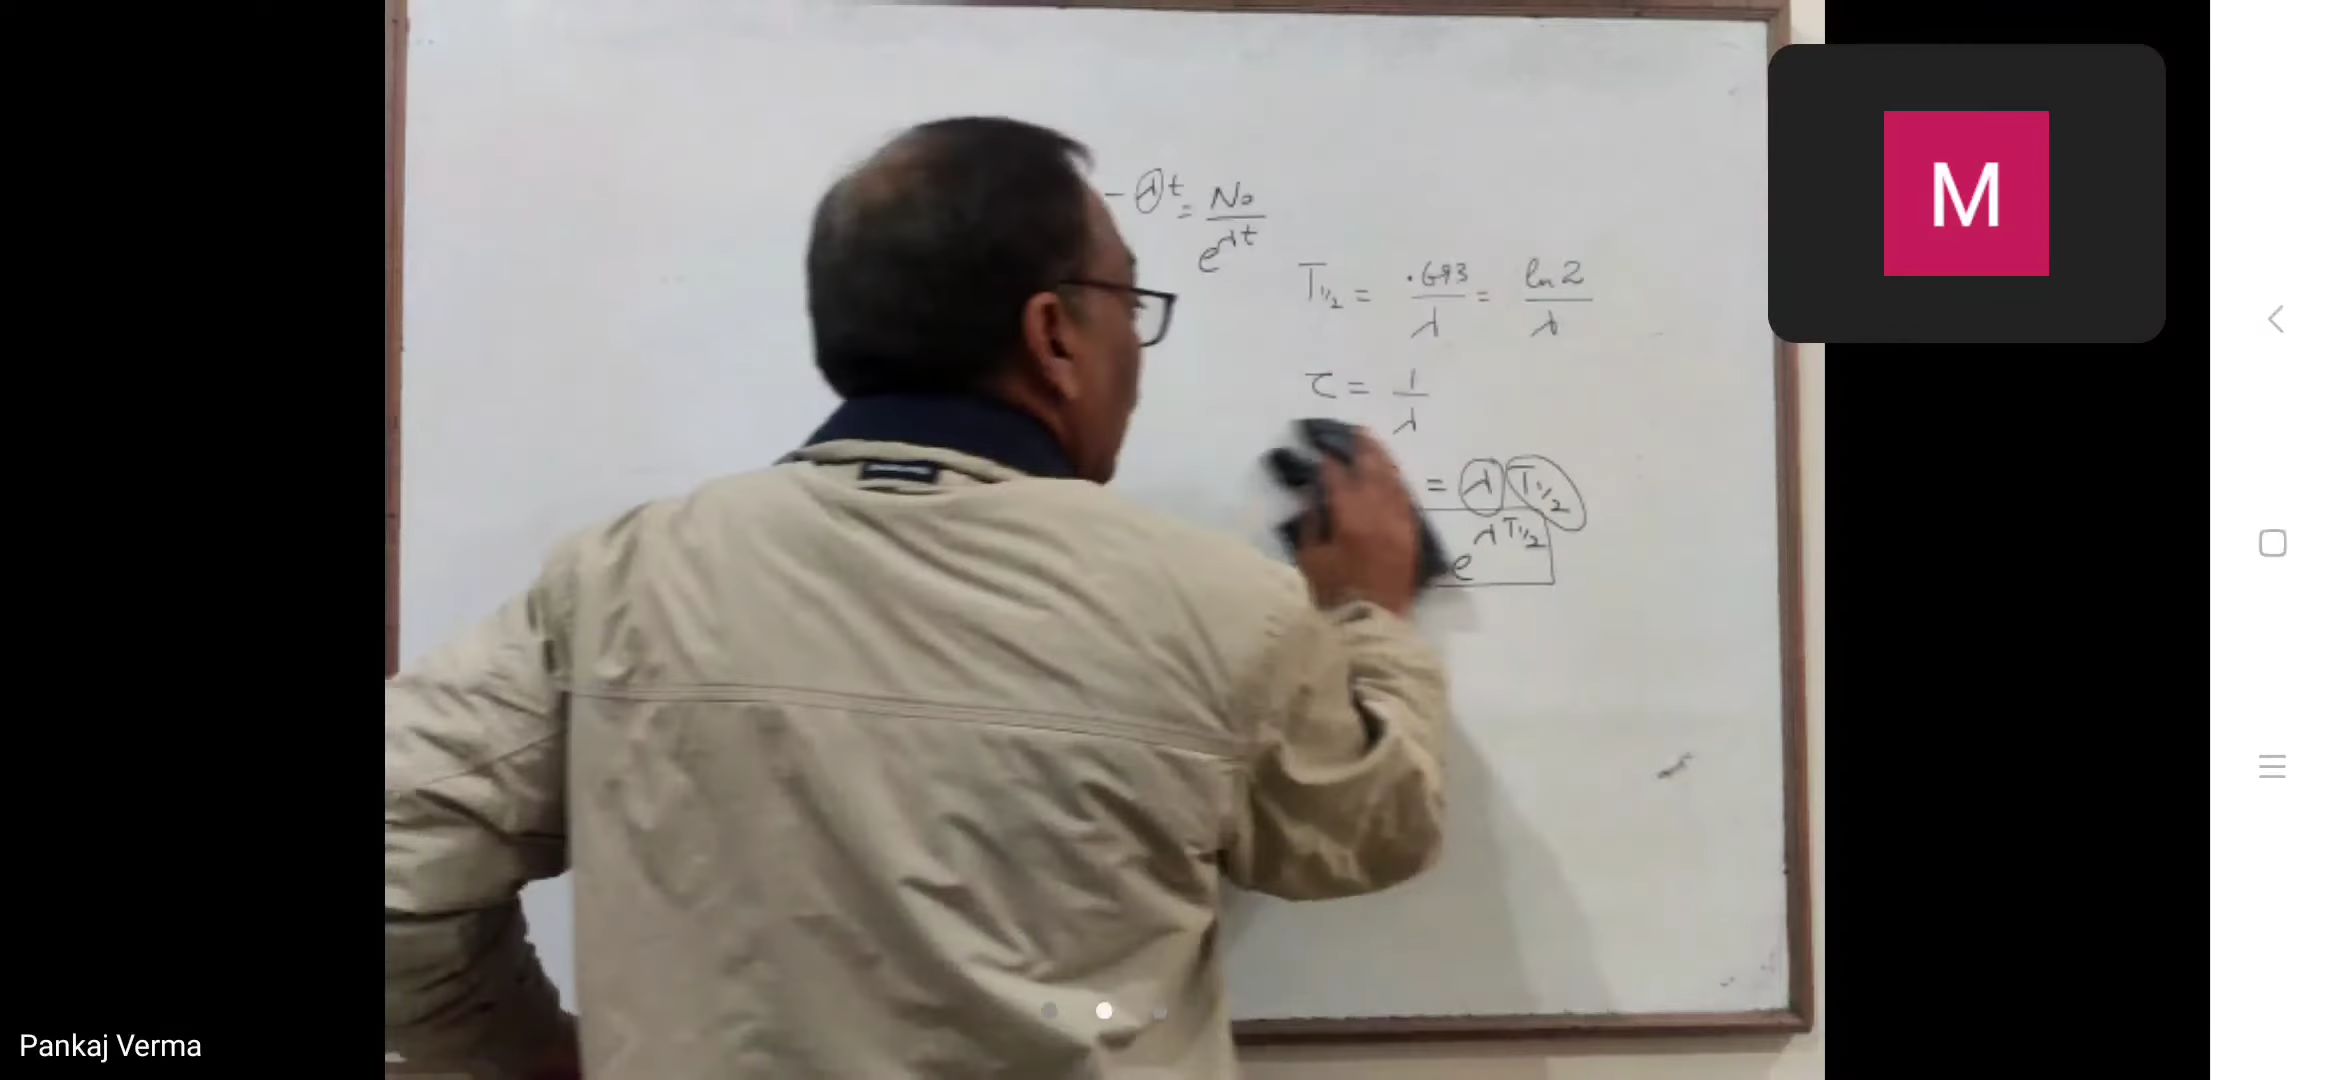 M
- λt = N₀/e^λt
T1/2 = .693/λ = ln 2/λ
τ = 1/λ
= λ T1/2
e^λT1/2
Pankaj Verma